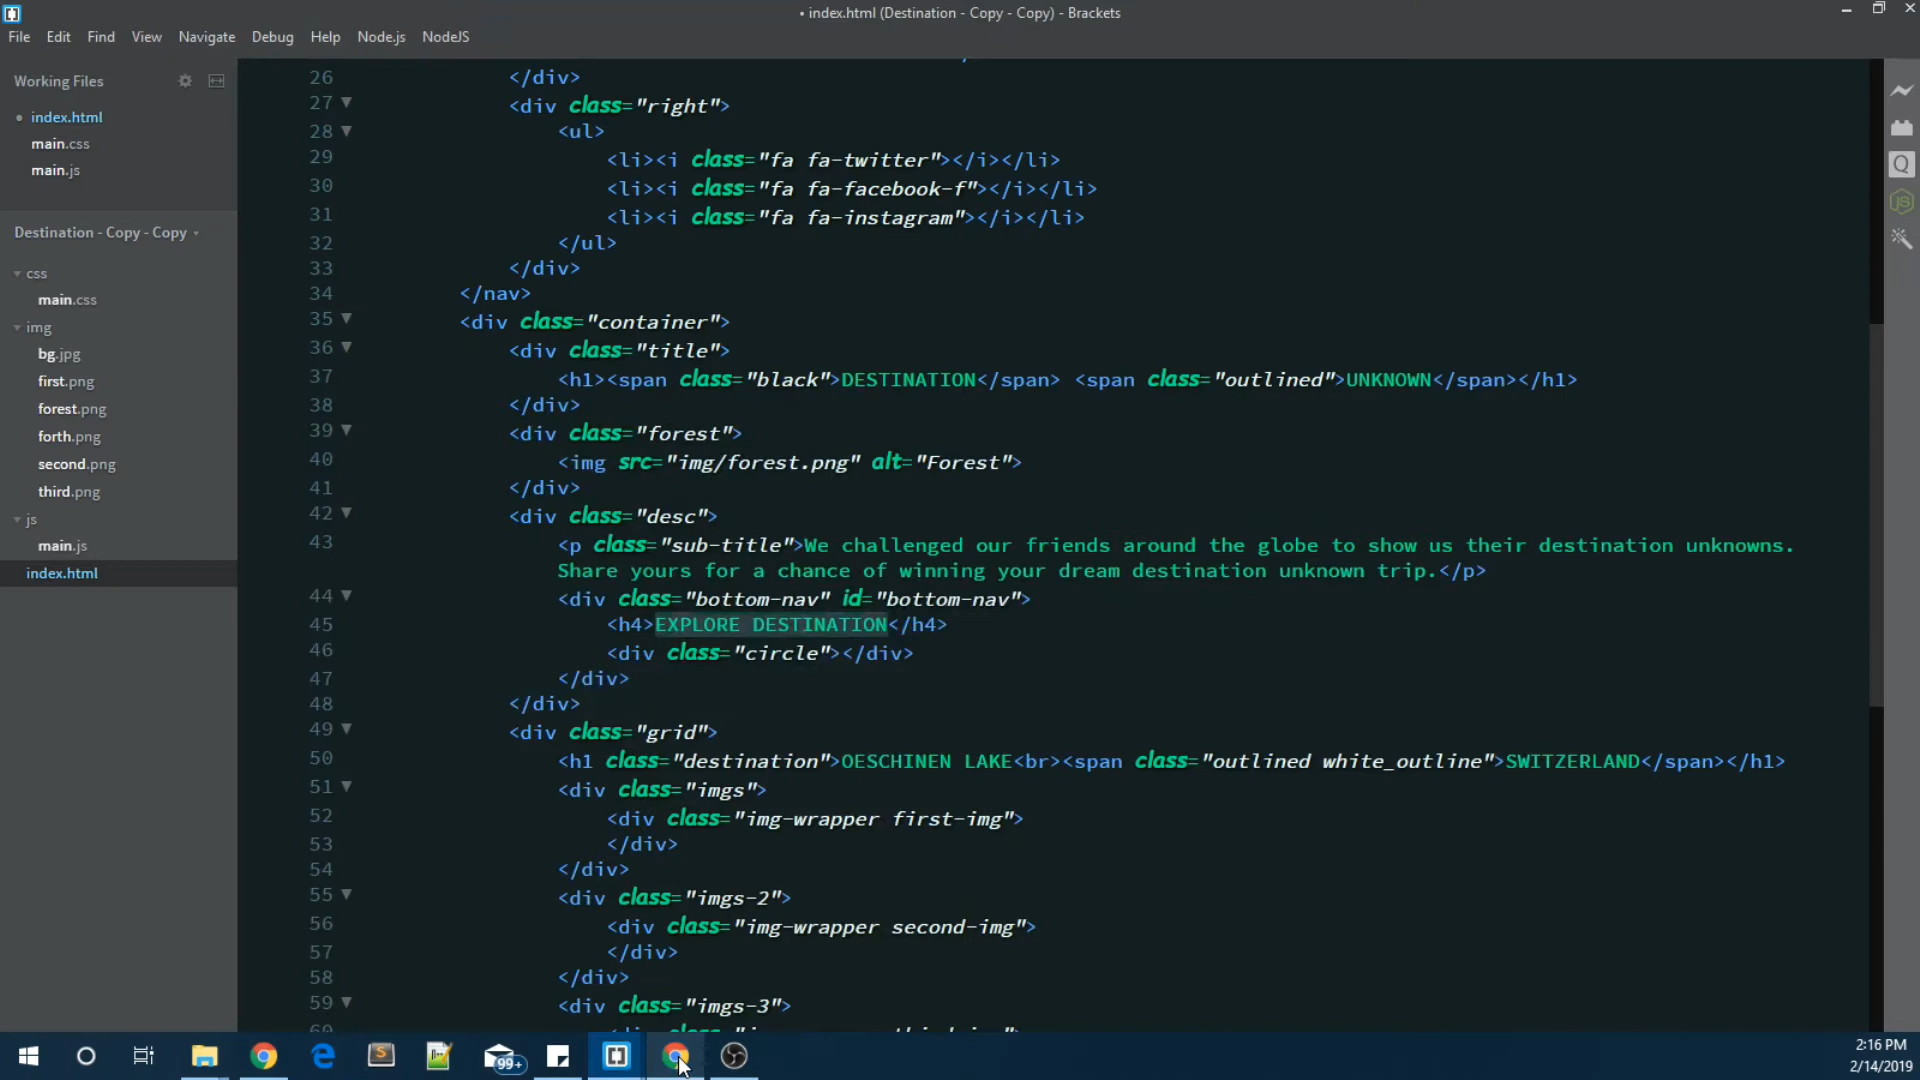 • index.html (Destination - Copy - Copy) - Brackets
File Edit Find View Navigate Debug Help Node.js NodeJS
Working Files
• index.html
main.css
main.js
Destination - Copy - Copy
css
main.css
img
bg.jpg
first.png
forest.png
forth.png
second.png
third.png
js
main.js
index.html
26 </div>
27 <div class="right">
28 <ul>
29 <li><i class="fa fa-twitter"></i></li>
30 <li><i class="fa fa-facebook-f"></i></li>
31 <li><i class="fa fa-instagram"></i></li>
32 </ul>
33 </div>
34 </nav>
35 <div class="container">
36 <div class="title">
37 <h1><span class="black">DESTINATION</span> <span class="outlined">UNKNOWN</span></h1>
38 </div>
39 <div class="forest">
40 <img src="img/forest.png" alt="Forest">
41 </div>
42 <div class="desc">
43 <p class="sub-title">We challenged our friends around the globe to show us their destination unknowns.
Share yours for a chance of winning your dream destination unknown trip.</p>
44 <div class="bottom-nav" id="bottom-nav">
45 <h4>EXPLORE DESTINATION</h4>
46 <div class="circle"></div>
47 </div>
48 </div>
49 <div class="grid">
50 <h1 class="destination">OESCHINEN LAKE<br><span class="outlined white_outline">SWITZERLAND</span></h1>
51 <div class="imgs">
52 <div class="img-wrapper first-img">
53 </div>
54 </div>
55 <div class="imgs-2">
56 <div class="img-wrapper second-img">
57 </div>
58 </div>
59 <div class="imgs-3">
60
99+
2:16 PM
2/14/2019